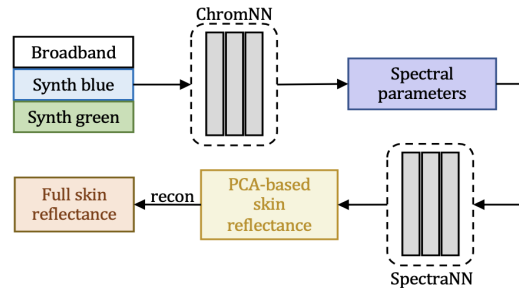 ChromNN
Broadband
Synth blue
Synth green
Spectral
parameters
Full skin
reflectance
recon
PCA-based
skin
reflectance
SpectraNN